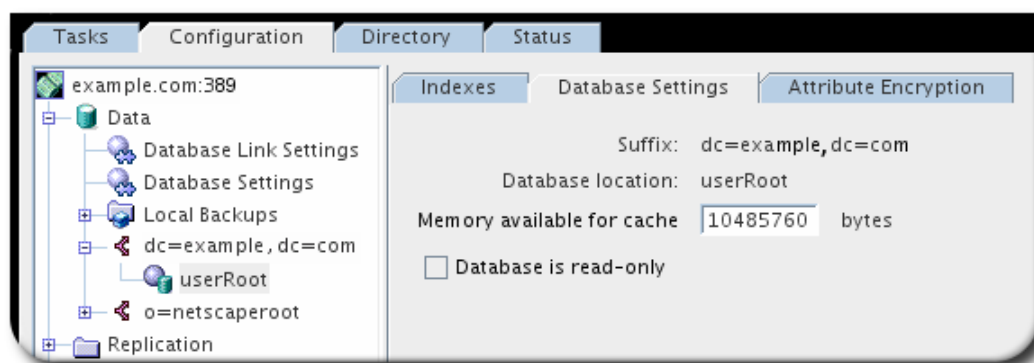 Tasks Configuration Directory Status
example.com:389
Data
Database Link Settings
Database Settings
Local Backups
dc=example,dc=com
userRoot
o=netscaperoot
Replication
Indexes Database Settings Attribute Encryption
Suffix: dc=example,dc=com
Database location: userRoot
Memory available for cache 10485760 bytes
Database is read-only